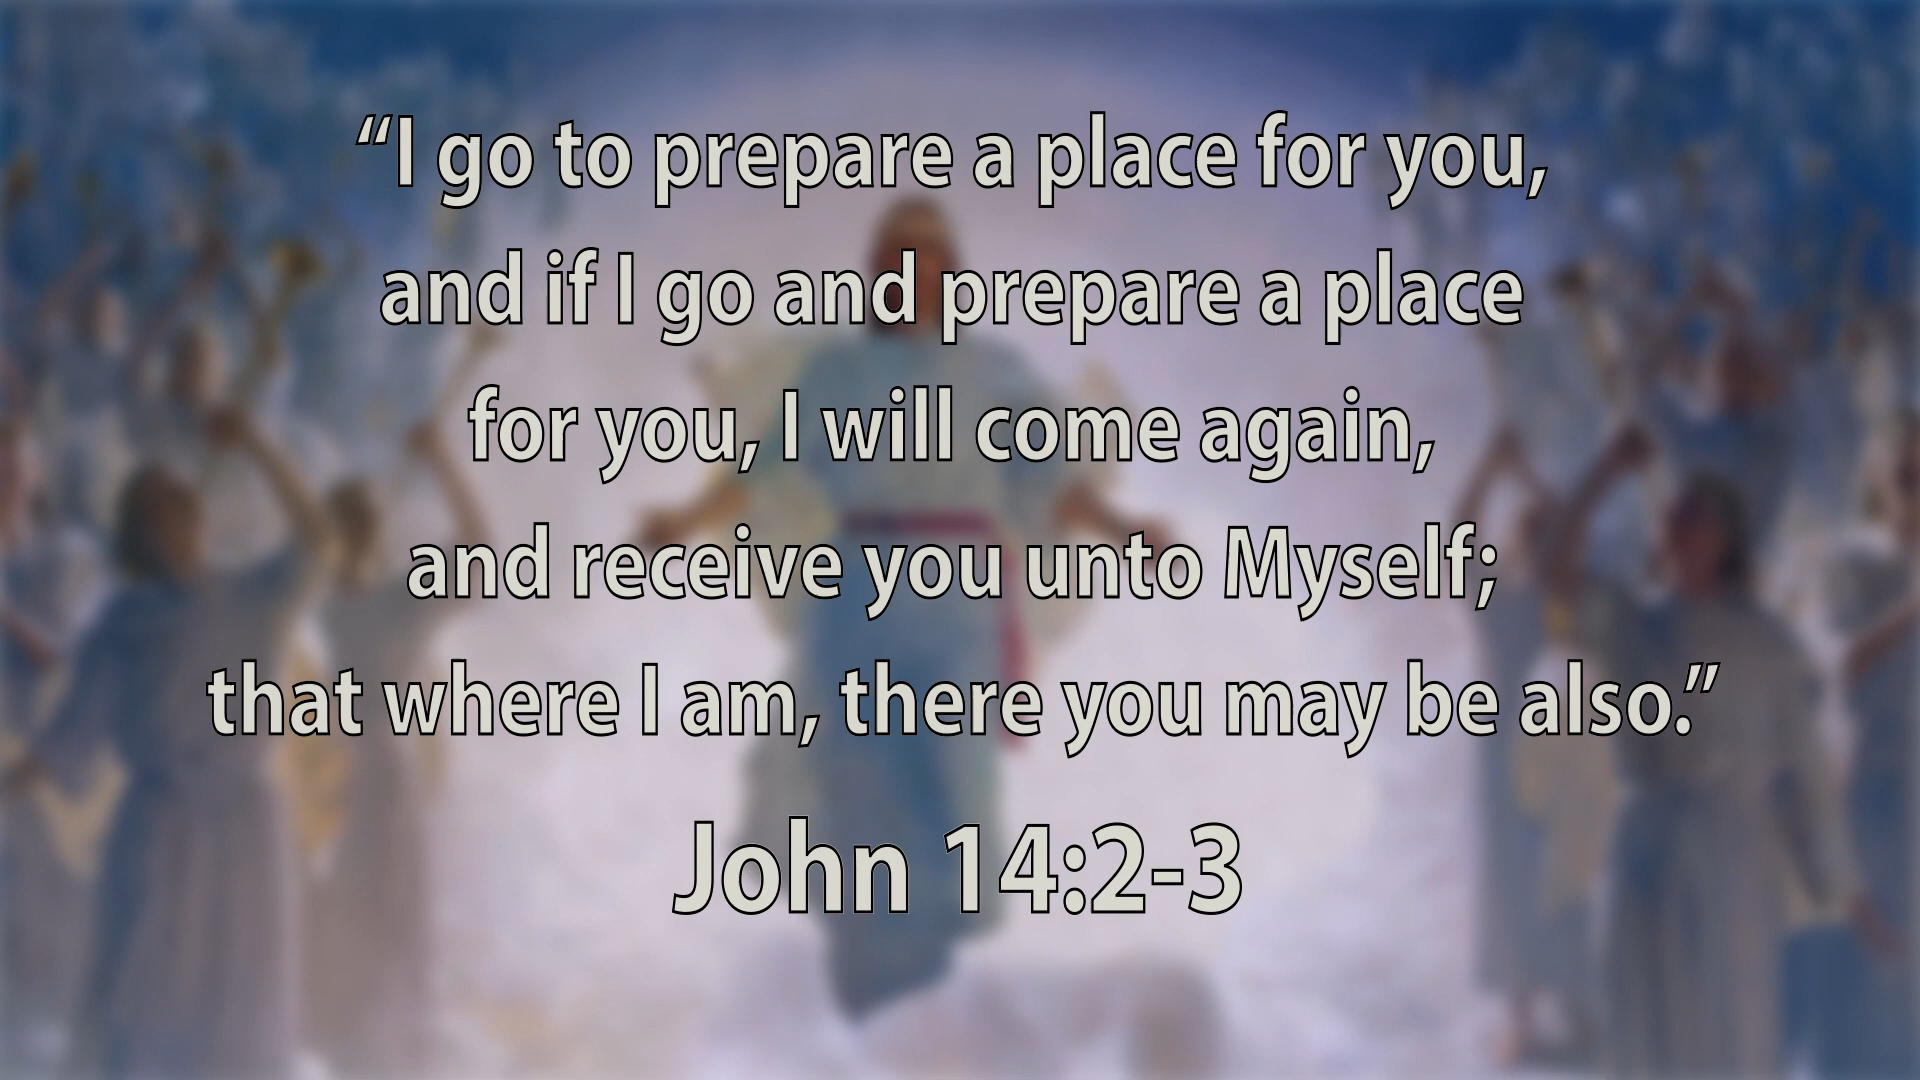 “I go to prepare a place for you,
and if I go and prepare a place
for you, I will come again,
and receive you unto Myself;
that where I am, there you may be also.”
John 14:2-3